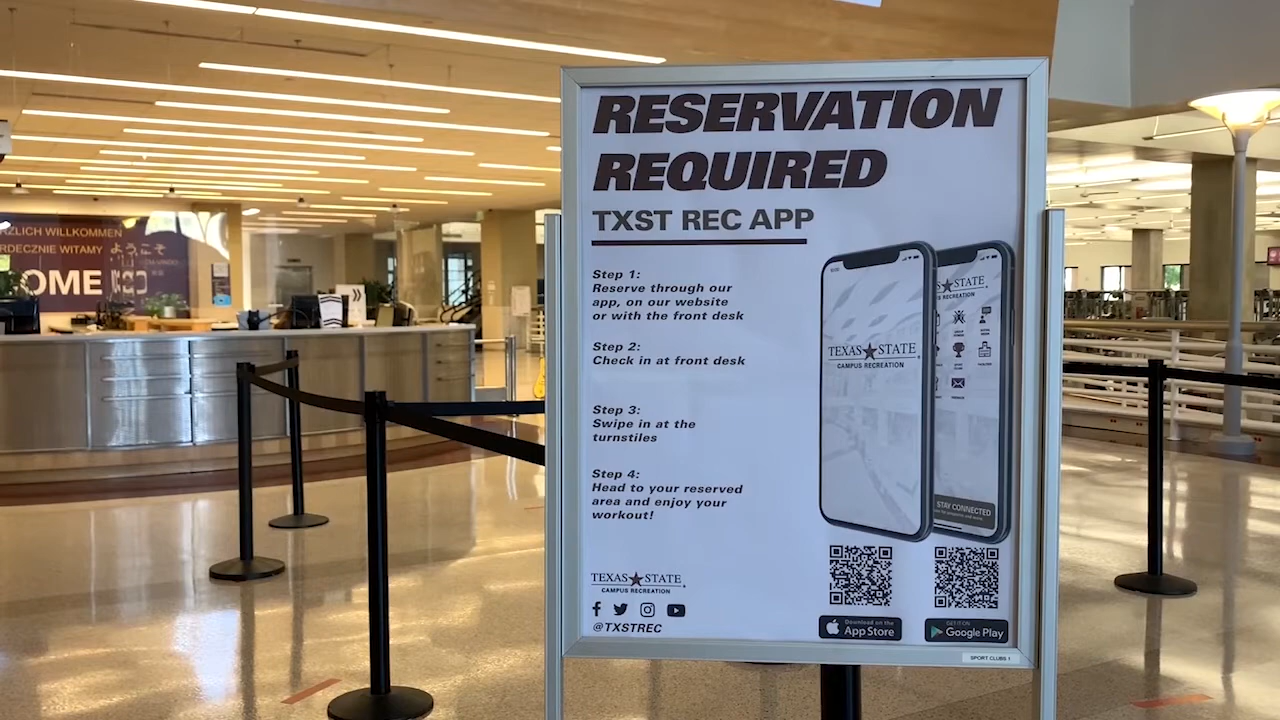 RESERVATION
REQUIRED
TXST REC APP
Step 1:
Reserve through our
app, on our website
or with the front desk
Step 2:
Check in at front desk
Step 3:
Swipe in at the
turnstiles
Step 4:
Head to your reserved
area and enjoy your
workout!
TEXAS STATE
CAMPUS RECREATION
@TXSTREC
TEXAS STATE
CAMPUS RECREATION
STATE
RECREATION
STAY CONNECTED
Download on the
App Store
GET IT ON
Google Play
SPORT CLUBS 1
RZLICH WILLKOMMEN
RDECZNIE WITAMY ようこそ
OME